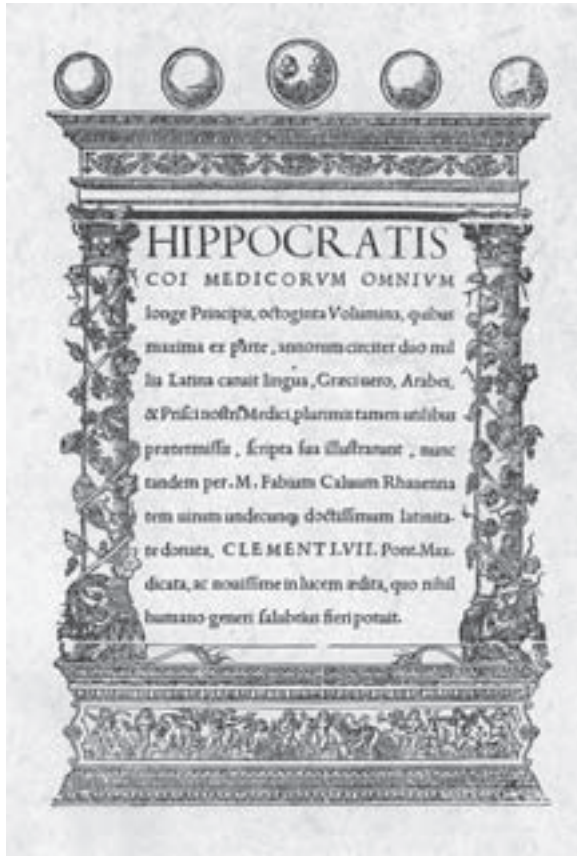 HIPPOCRATIS
COI MEDICORVM OMNIVM
longe Principis, octoginta Volumina, quibus
maxima ex parte, annorum circiter duo mil
lia Latina caruit lingua, Græci uero, Arabes,
& Prisci nostri Medici, plurimis tamen utilibus
prætermissis, scripta sua illustrarunt, nunc
tandem per. M. Fabium Caluum Rhauenna
tem uirum undecunq; doctissimum latinita-
te donata, CLEMENTI.VII. Pont. Max.
dicata, ac nouissime in lucem ædita, quo nihil
humano generi salubrius fieri potuit.